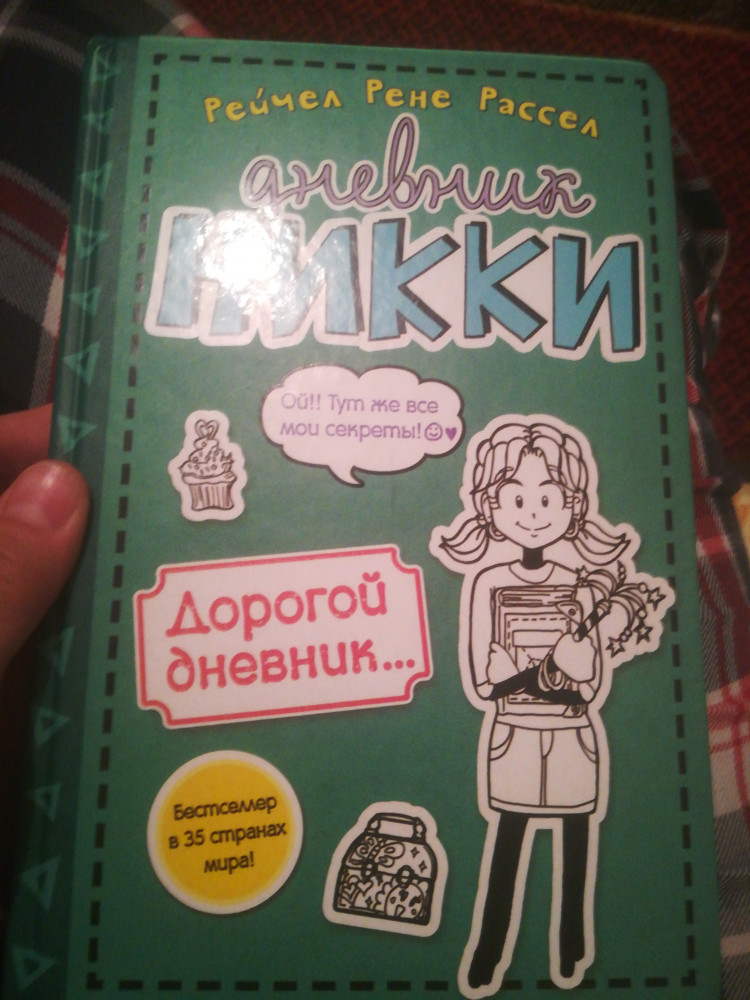 Рейчел Рене Рассел
дневник
НИККИ
Ой!! Тут же все
мои секреты!
Дорогой
дневник...
Бестселлер
в 35 странах
мира!